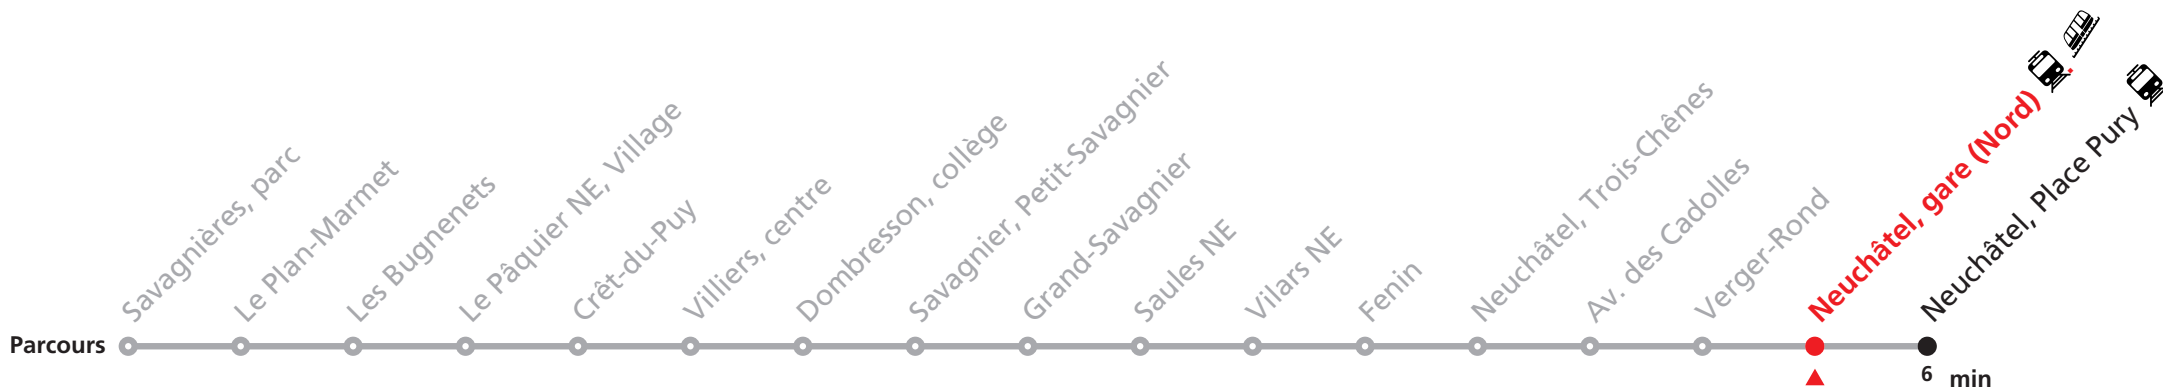 Savagnières, parc
Le Plan-Marmet
Les Bugnenets
Le Pâquier NE, Village
Crêt-du-Puy
Villiers, centre
Dombresson, collège
Savagnier, Petit-Savagnier
Grand-Savagnier
Saules NE
Vilars NE
Fenin
Neuchâtel, Trois-Chênes
Av. des Cadolles
Verger-Rond
Neuchâtel, gare (Nord)
Neuchâtel, Place Pury
Parcours
6 min